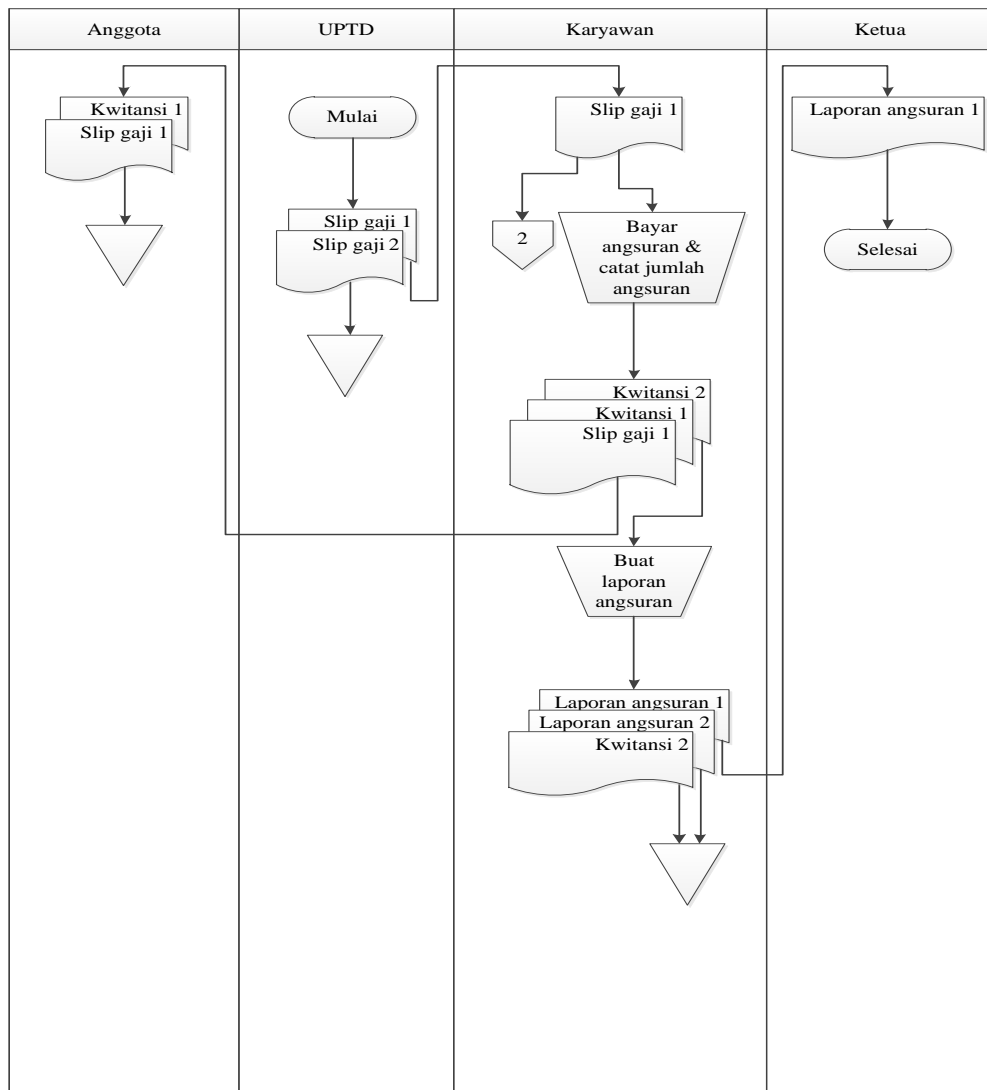 Anggota
UPTD
Karyawan
Ketua
Kwitansi 1
Slip gaji 1
Mulai
Slip gaji 1
Slip gaji 2
Slip gaji 1
2
Bayar
angsuran &
catat jumlah
angsuran
Kwitansi 2
Kwitansi 1
Slip gaji 1
Buat
laporan
angsuran
Laporan angsuran 1
Laporan angsuran 2
Kwitansi 2
Laporan angsuran 1
Selesai